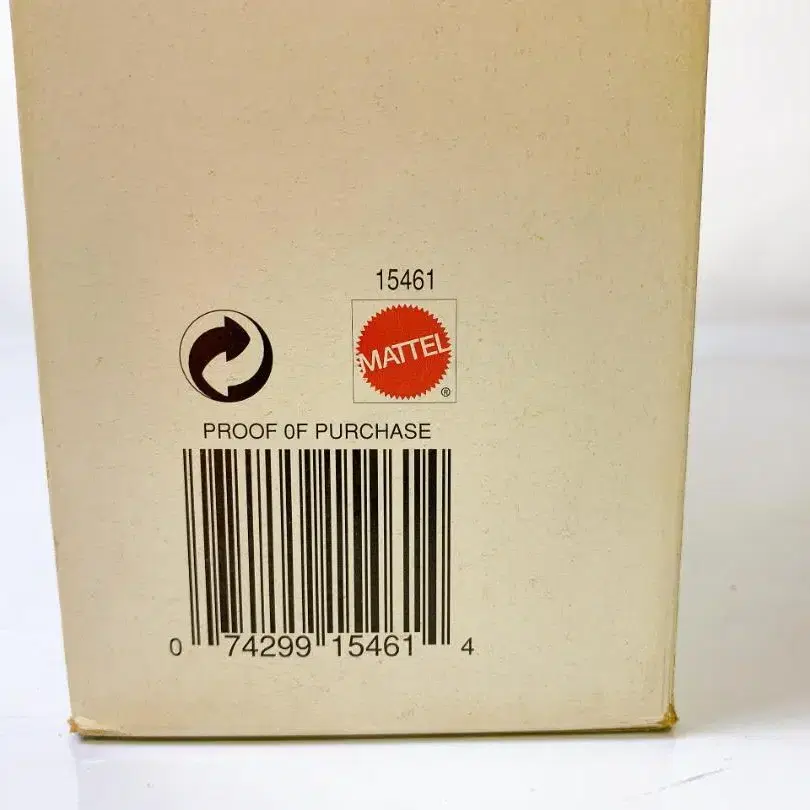 15461
MATTEL
®
PROOF 0F PURCHASE
0 74299 15461 4